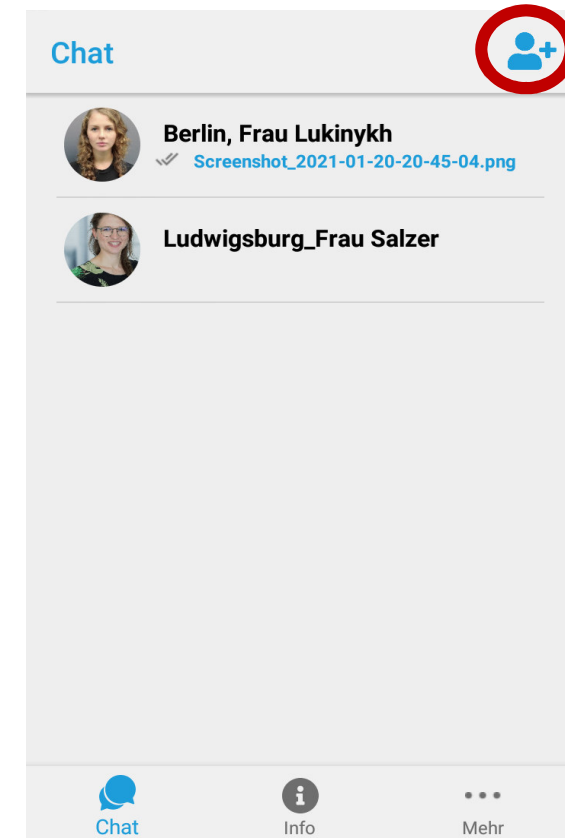 Chat
Berlin, Frau Lukinykh
Screenshot_2021-01-20-20-45-04.png
Ludwigsburg_Frau Salzer
Chat
Info
Mehr